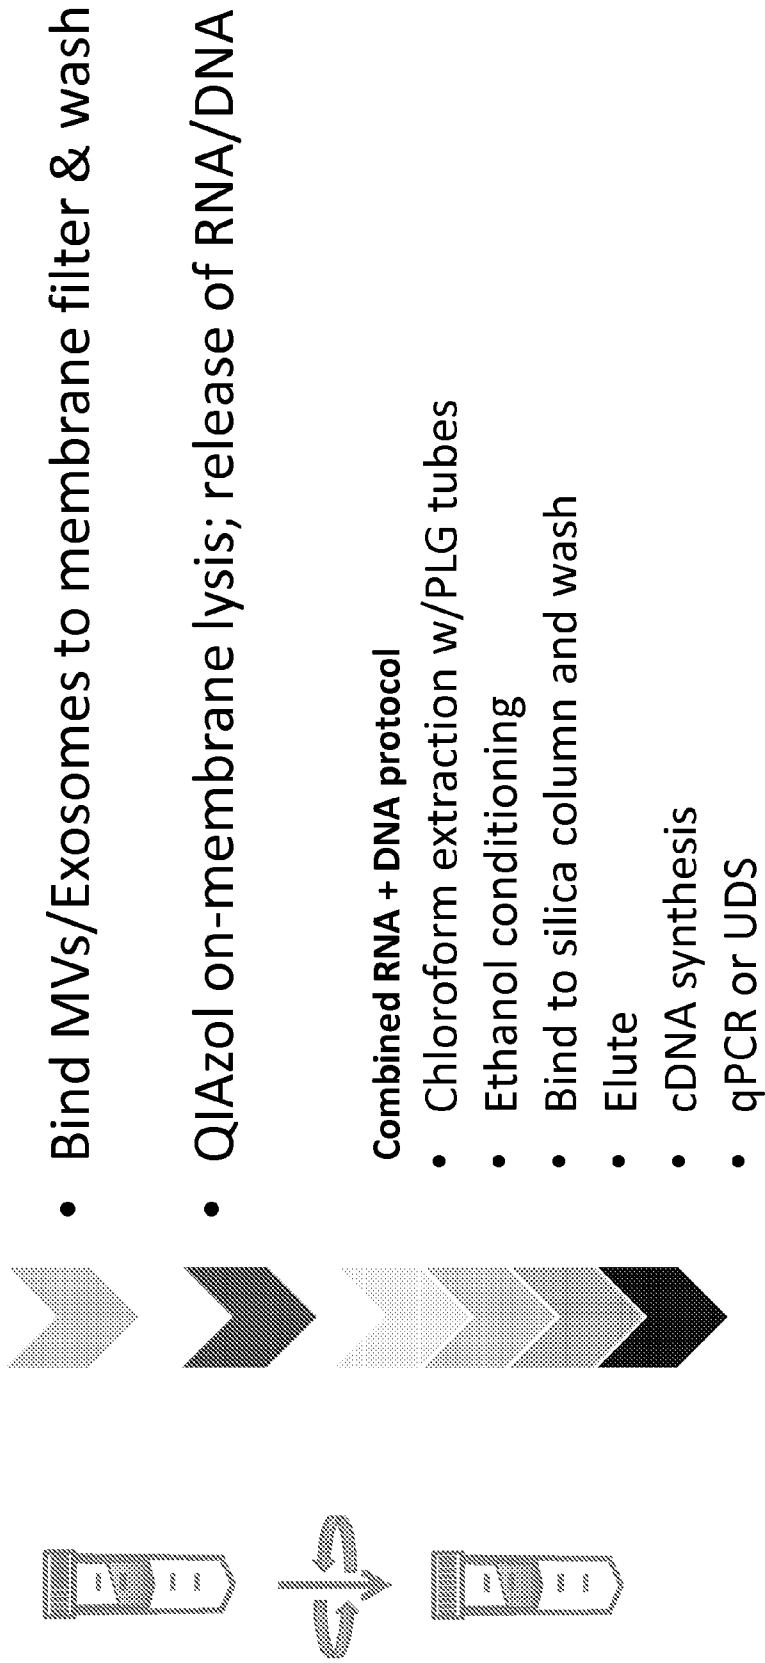 • Bind MVs/Exosomes to membrane filter & wash
• QIAzol on-membrane lysis; release of RNA/DNA
Combined RNA + DNA protocol
• Chloroform extraction w/PLG tubes
• Ethanol conditioning
• Bind to silica column and wash
• Elute
• cDNA synthesis
• qPCR or UDS